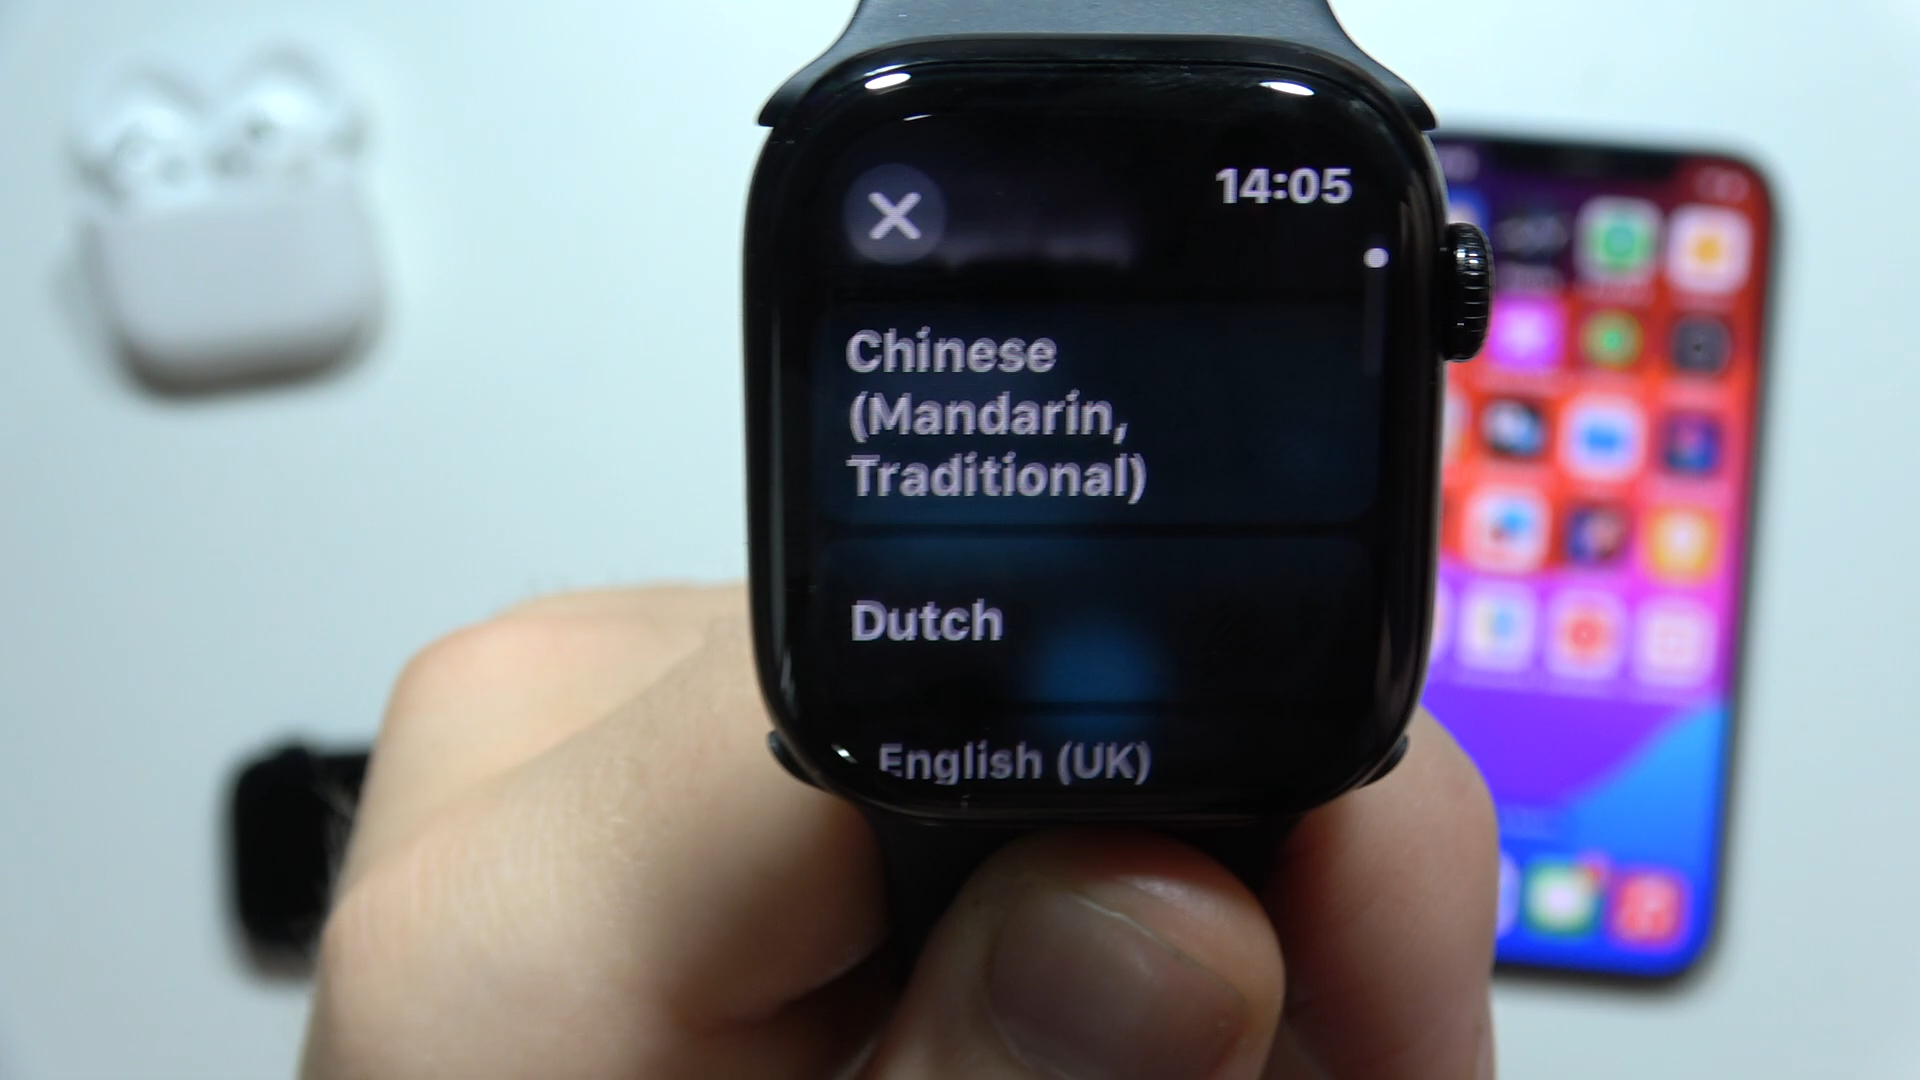 14:05
Chinese
(Mandarin,
Traditional)
Dutch
English (UK)